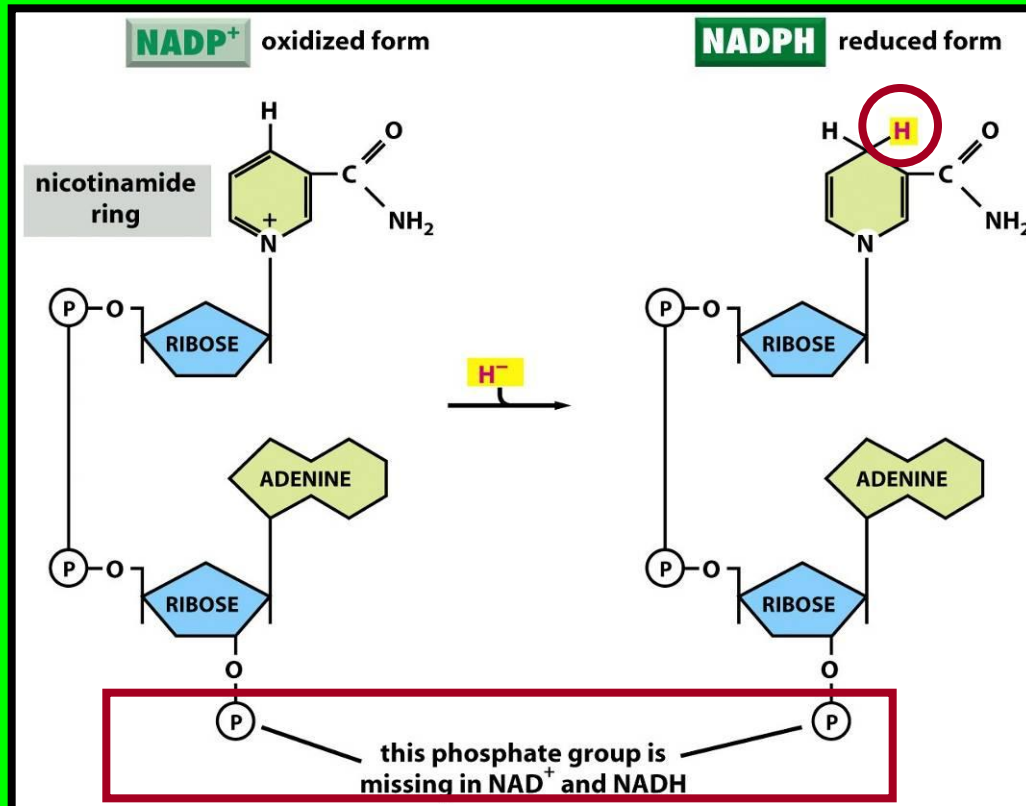 NADP⁺ oxidized form
NADPH reduced form
nicotinamide
ring
H
O
C
NH₂
+
N
P
O
RIBOSE
ADENINE
P
O
RIBOSE
O
P
H⁻
H
H
O
C
NH₂
N
P
O
RIBOSE
ADENINE
P
O
RIBOSE
O
P
this phosphate group is
missing in NAD⁺ and NADH